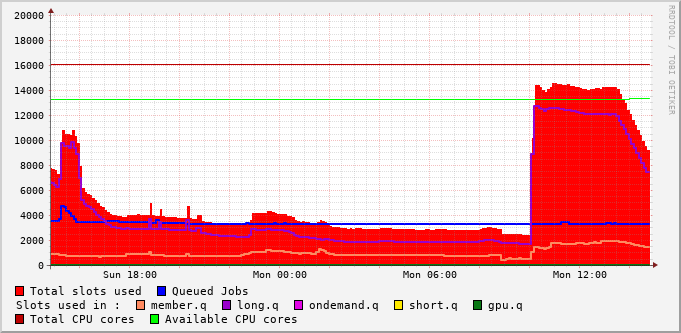 20000
18000
16000
14000
12000
10000
8000
6000
4000
2000
0
Sun 18:00 Mon 00:00 Mon 06:00 Mon 12:00
RRDTOOL / TOBI OETIKER
Total slots used Queued Jobs
Slots used in : member.q long.q ondemand.q short.q gpu.q
Total CPU cores Available CPU cores